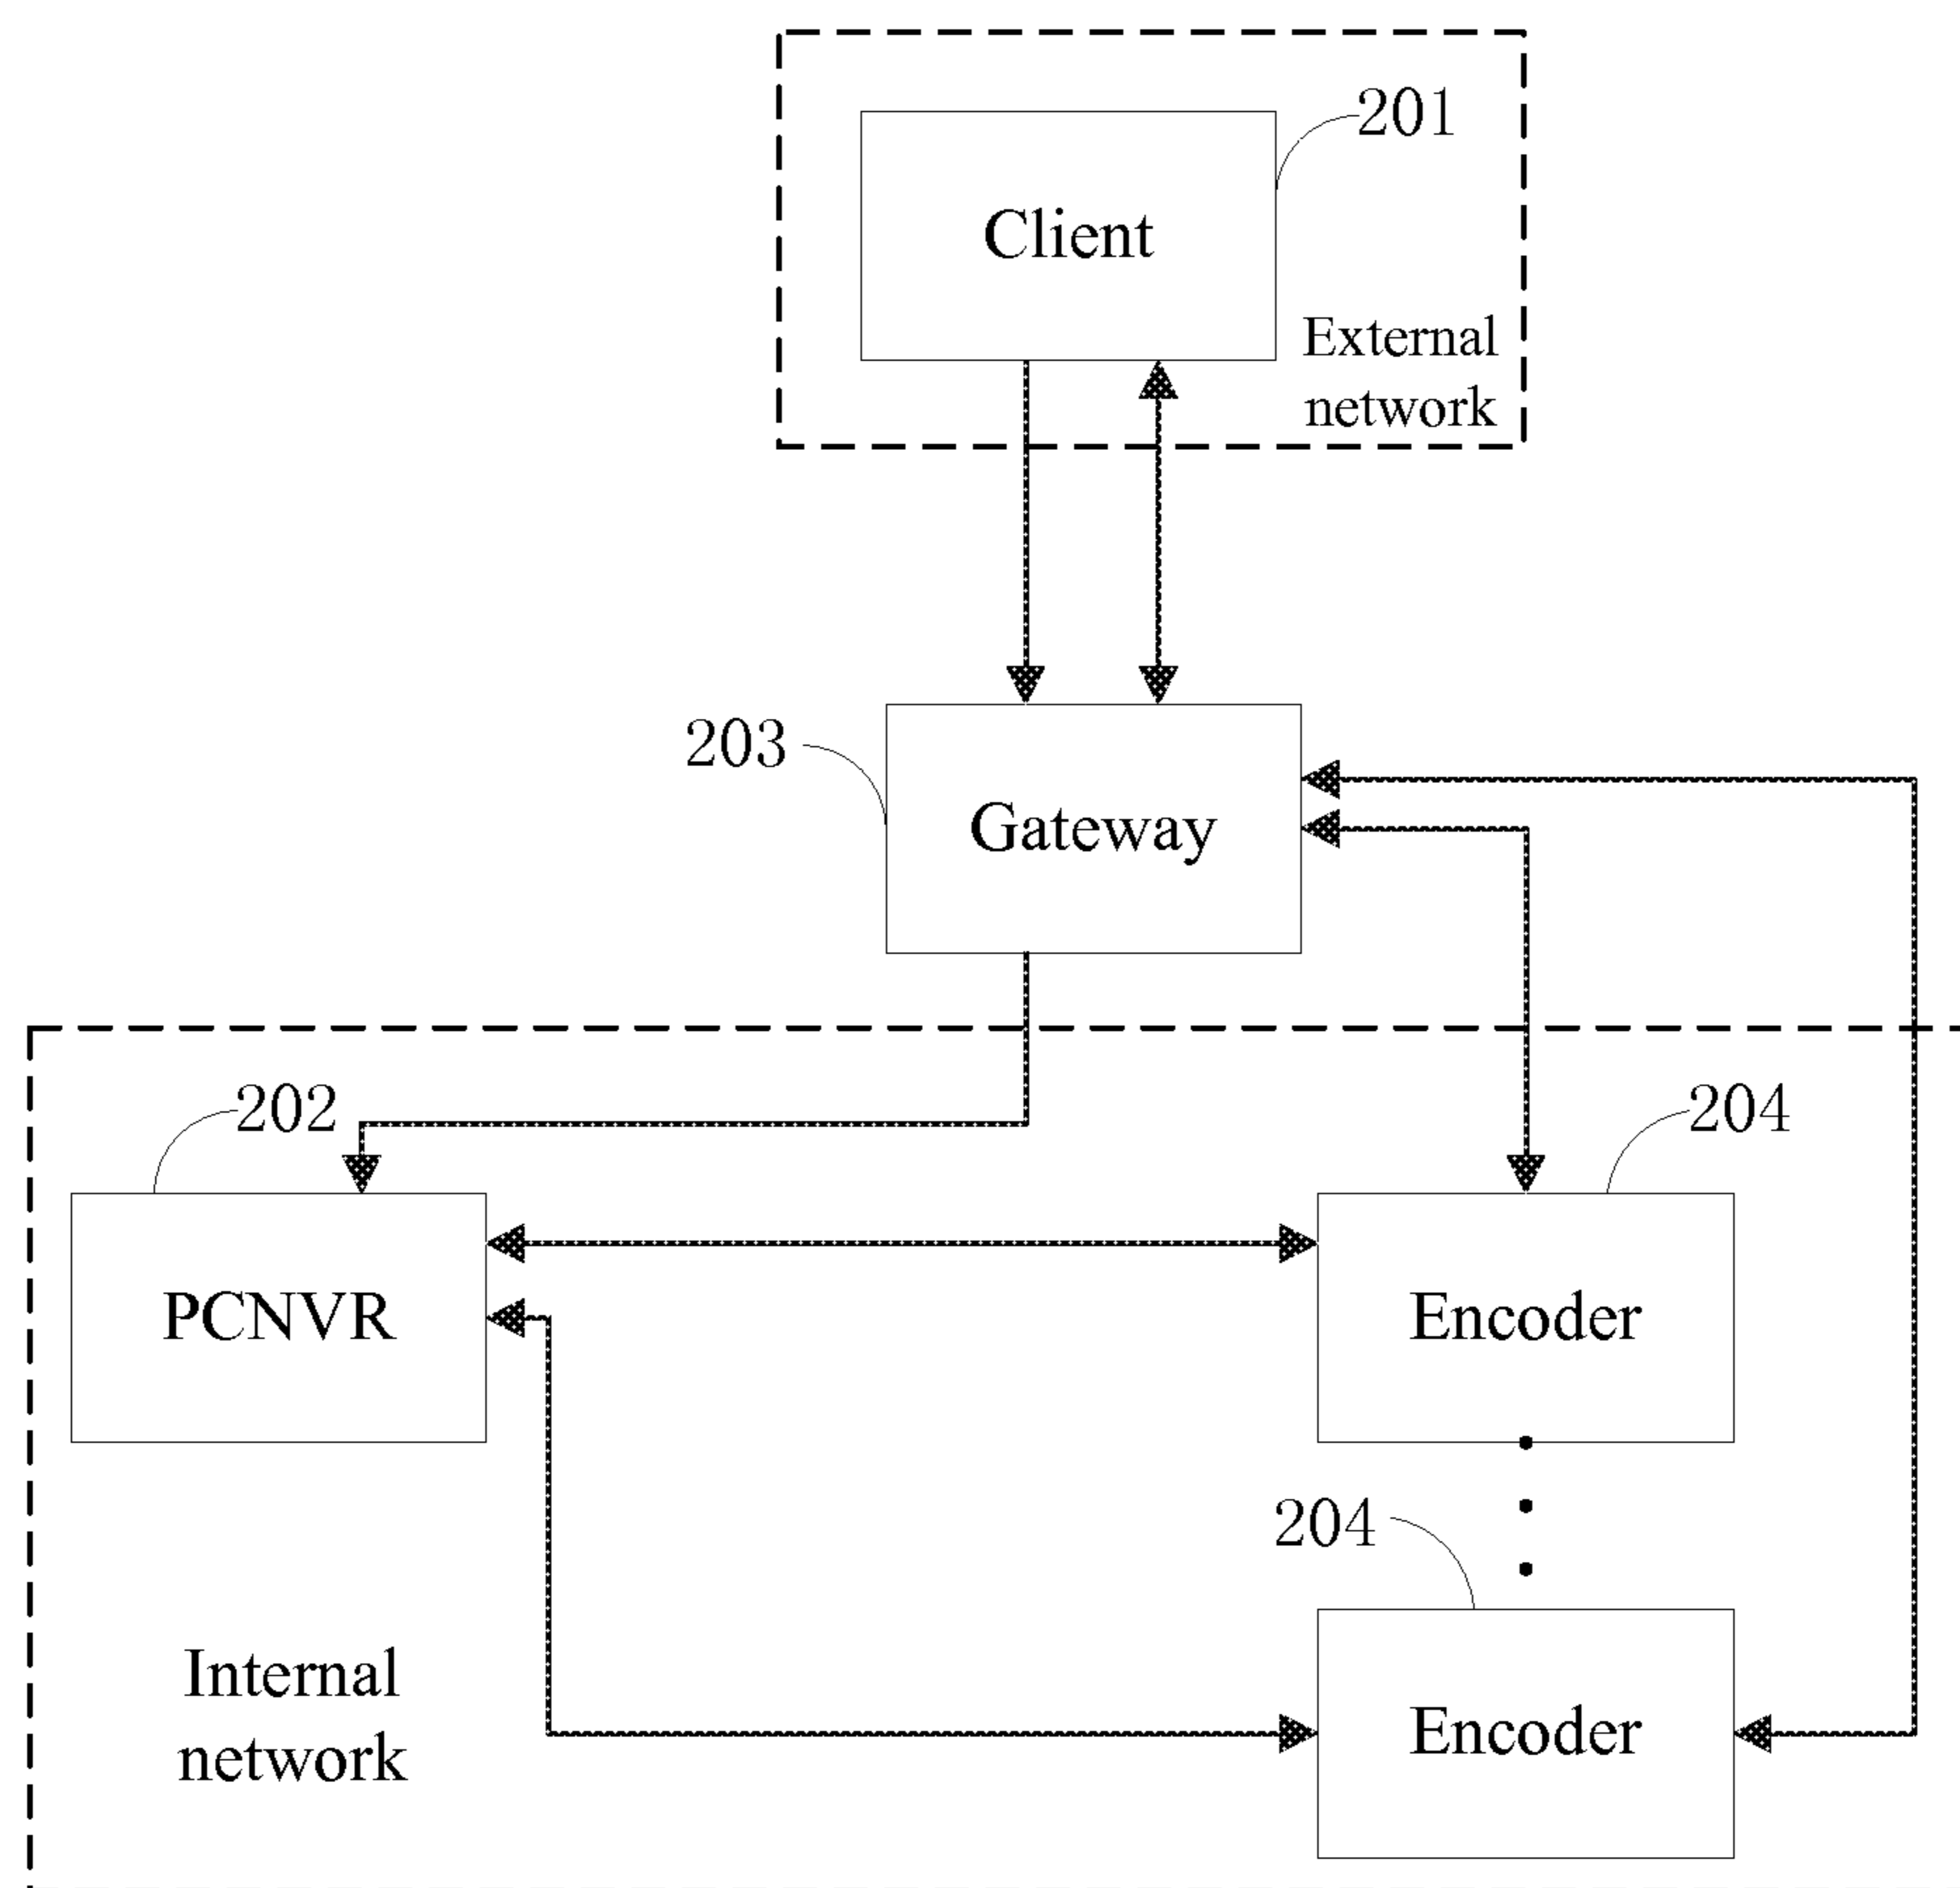 201
Client
External
network
203
Gateway
202
204
PCNVR
Encoder
204
Internal
network
Encoder